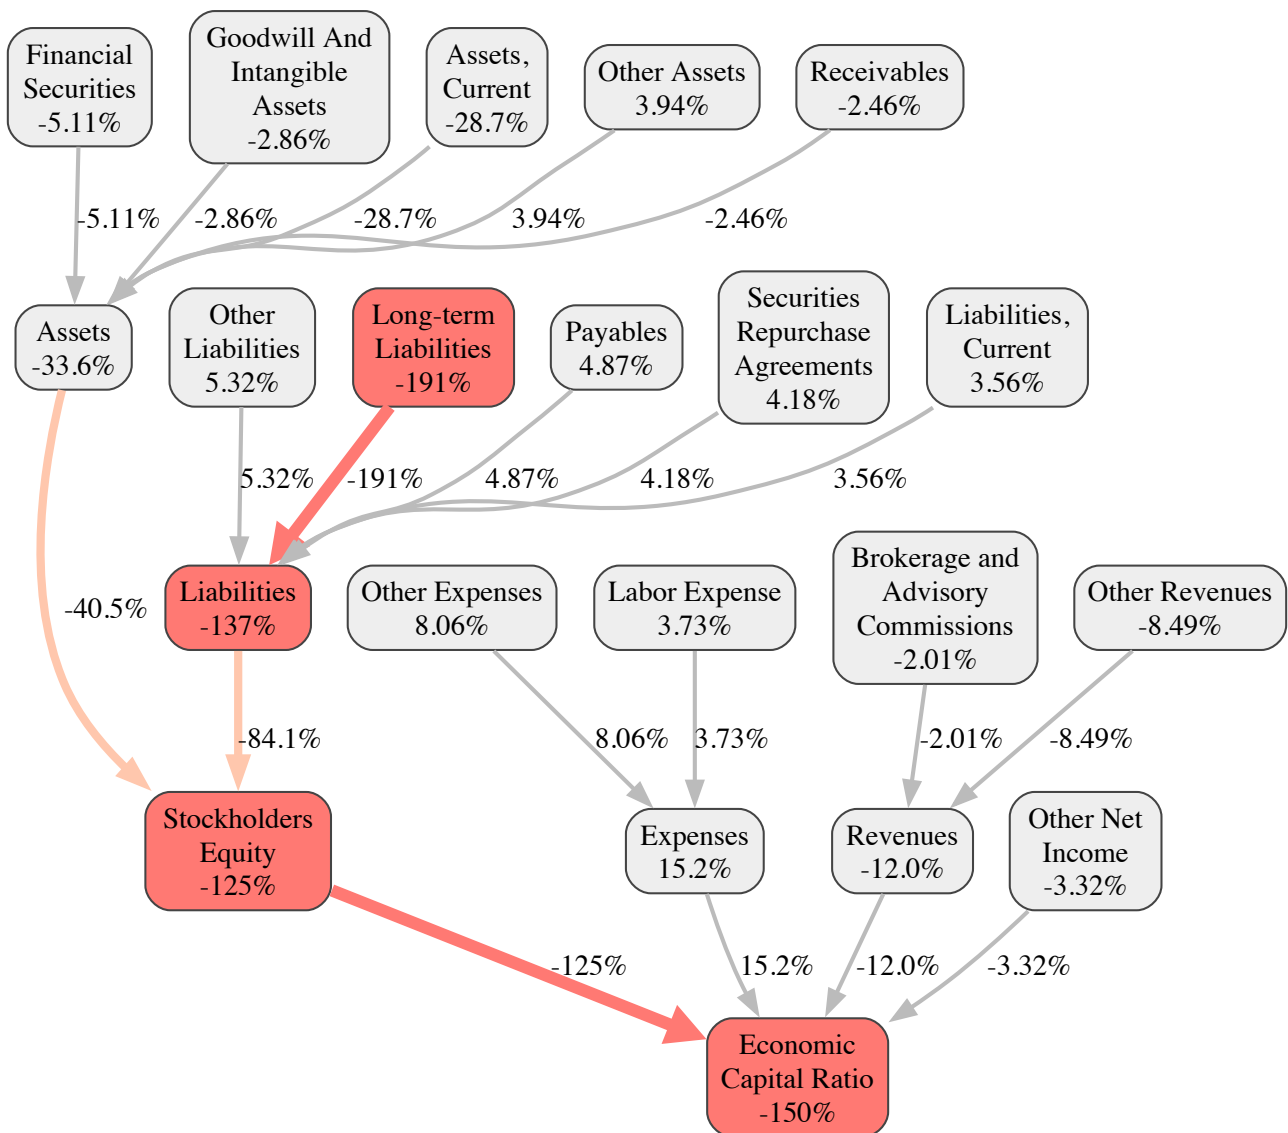 Financial
Securities
-5.11%
Goodwill And
Intangible
Assets
-2.86%
Assets,
Current
-28.7%
Other Assets
3.94%
Receivables
-2.46%
-5.11%
-2.86%
-28.7%
3.94%
-2.46%
Assets
-33.6%
Other
Liabilities
5.32%
Long-term
Liabilities
-191%
Payables
4.87%
Securities
Repurchase
Agreements
4.18%
Liabilities,
Current
3.56%
5.32%
-191%
4.87%
4.18%
3.56%
-40.5%
Liabilities
-137%
Other Expenses
8.06%
Labor Expense
3.73%
Brokerage and
Advisory
Commissions
-2.01%
Other Revenues
-8.49%
-84.1%
8.06%
3.73%
-2.01%
-8.49%
Stockholders
Equity
-125%
Expenses
15.2%
Revenues
-12.0%
Other Net
Income
-3.32%
-125%
15.2%
-12.0%
-3.32%
Economic
Capital Ratio
-150%